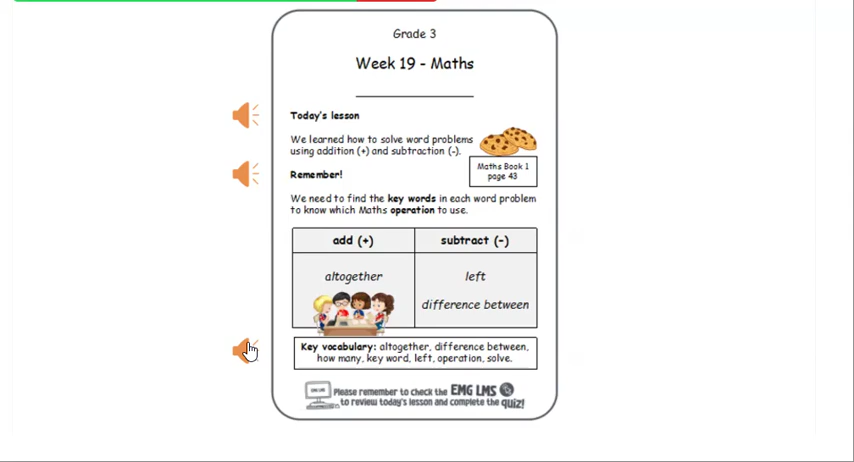 Grade 3
Week 19 - Maths
Today's lesson
We learned how to solve word problems
using addition (+) and subtraction (-).
Maths Book 1
page 43
Remember!
We need to find the key words in each word problem
to know which Maths operation to use.
add (+) subtract (-)
altogether left
difference between
Key vocabulary: altogether, difference between,
how many, key word, left, operation, solve.
EMG LMS
Please remember to check the EMG LMS
to review today's lesson and complete the quiz!